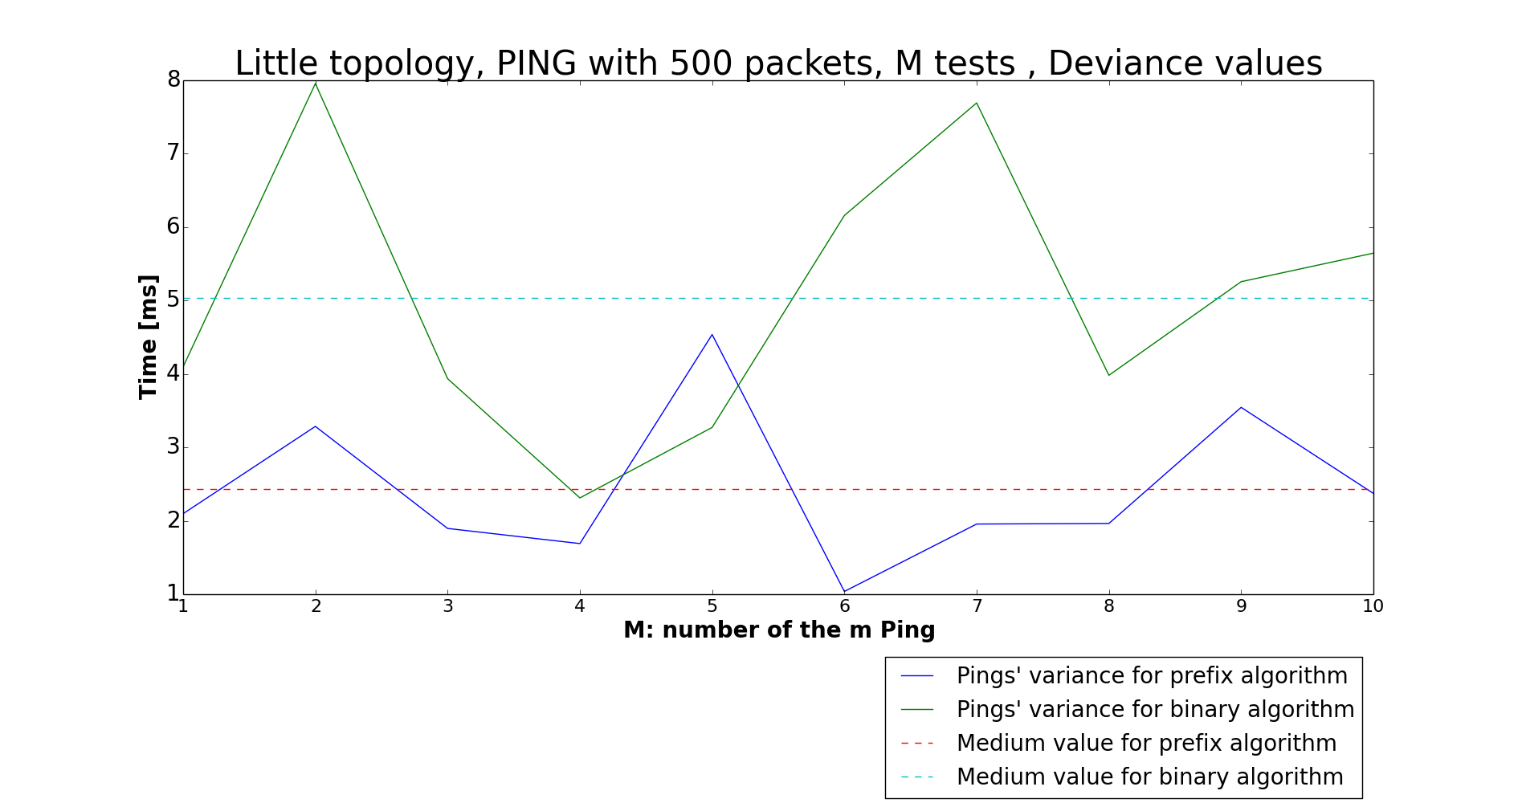 Little topology, PING with 500 packets, M tests , Deviance values
8
7
6
5
4
3
2
1
Time [ms]
1 2 3 4 5 6 7 8 9 10
M: number of the m Ping
Pings' variance for prefix algorithm
Pings' variance for binary algorithm
Medium value for prefix algorithm
Medium value for binary algorithm